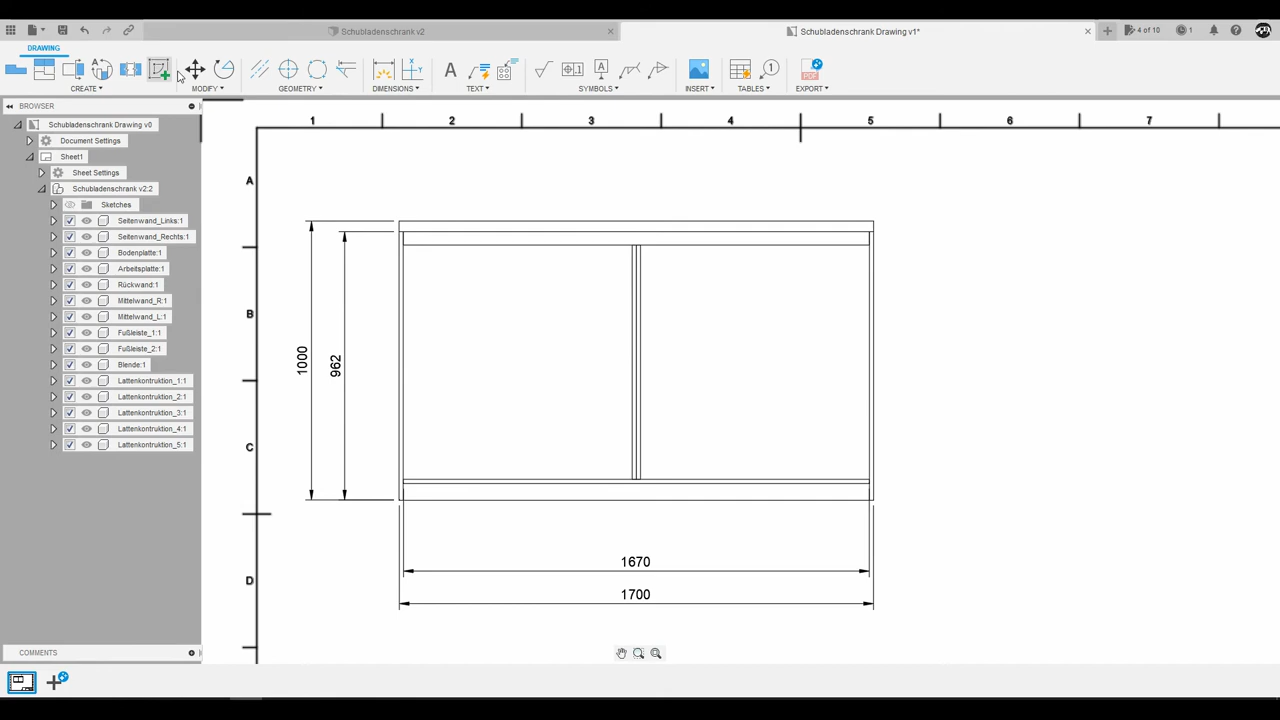 Schubladenschrank v2
Schubladenschrank Drawing v1*
4 of 10
1
DRAWING
CREATE
MODIFY
GEOMETRY
DIMENSIONS
TEXT
SYMBOLS
INSERT
TABLES
EXPORT
BROWSER
Schubladenschrank Drawing v0
Document Settings
Sheet1
Sheet Settings
Schubladenschrank v2:2
Sketches
Seitenwand_Links:1
Seitenwand_Rechts:1
Bodenplatte:1
Arbeitsplatte:1
Rückwand:1
Mittelwand_R:1
Mittelwand_L:1
Fußleiste_1:1
Fußleiste_2:1
Blende:1
Lattenkontruktion_1:1
Lattenkontruktion_2:1
Lattenkontruktion_3:1
Lattenkontruktion_4:1
Lattenkontruktion_5:1
COMMENTS
1 2 3 4 5 6 7
A
B
C
D
1000
962
1670
1700